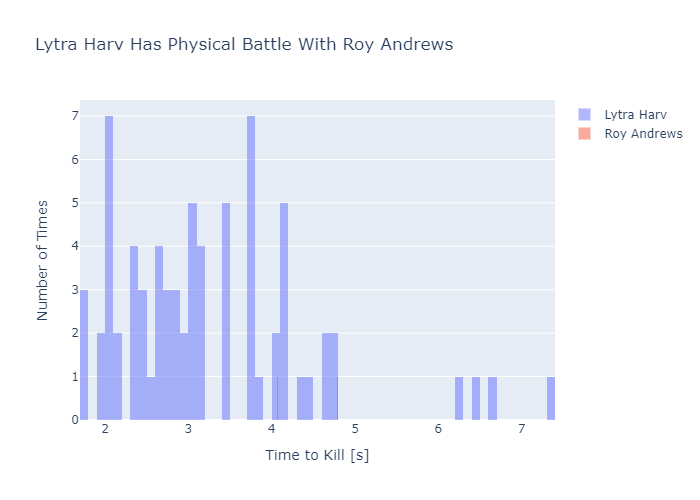 Lytra Harv Has Physical Battle With Roy Andrews
Lytra Harv
Roy Andrews
Number of Times
7
6
5
4
3
2
1
0
2 3 4 5 6 7
Time to Kill [s]